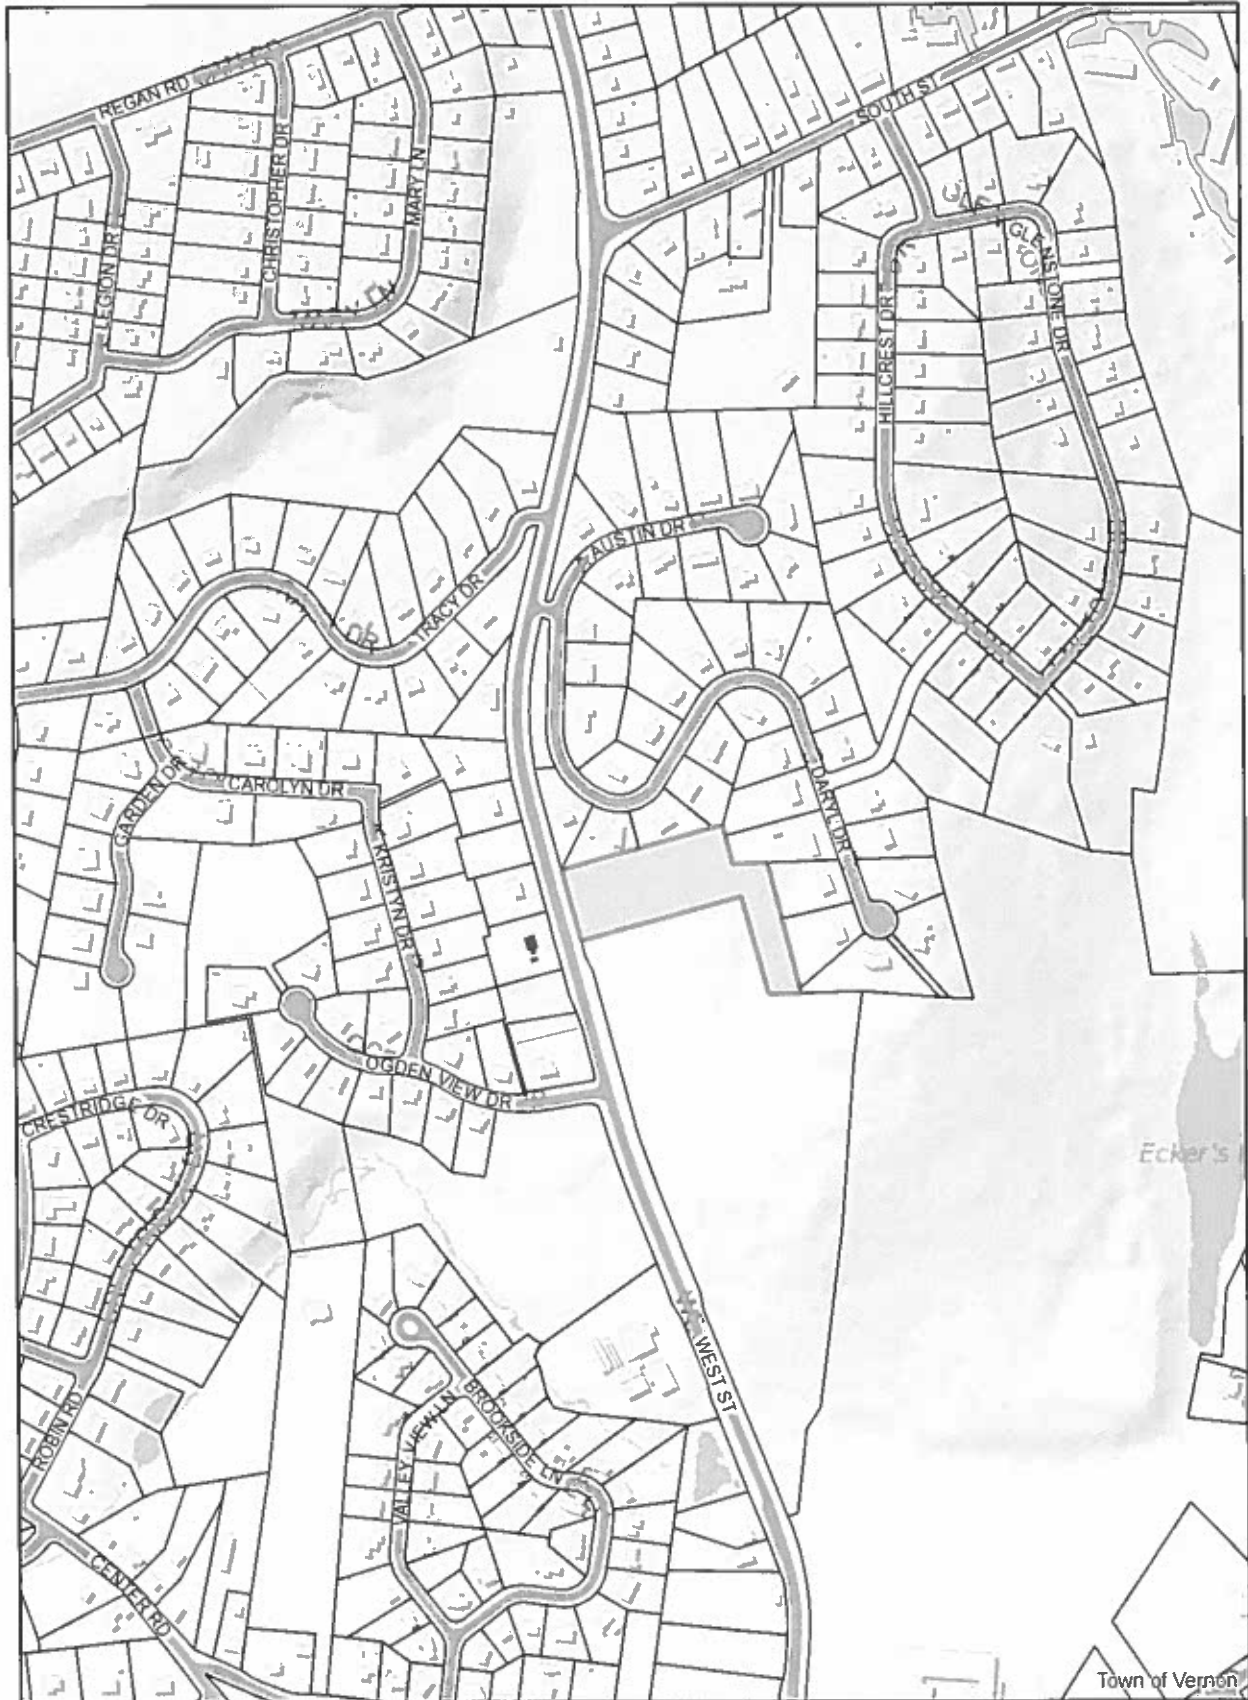 REGAN RD
SOUTH ST
CHRISTOPHER DR
MARY LN
LEGION DR
GLENSTONE DR
HILLCREST DR
AUSTIN DR
TRACY DR
DR
GARDEN DR
CAROLYN DR
DARYL DR
KRISTYN DR
OGDEN VIEW DR
CRESTRIDGE DR
Ecker's
WEST ST
ROBIN RD
VALLEY VIEW LN
BROOKSIDE LN
CENTER RD
Town of Vernon